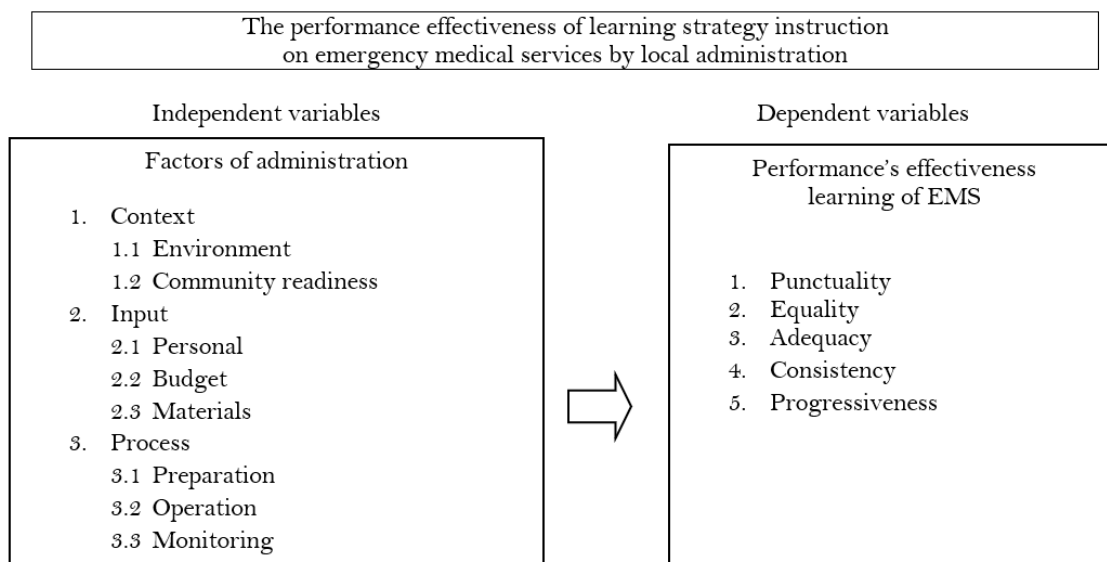 The performance effectiveness of learning strategy instruction
on emergency medical services by local administration
Independent variables
Factors of administration
1. Context
1.1 Environment
1.2 Community readiness
2. Input
2.1 Personal
2.2 Budget
2.3 Materials
3. Process
3.1 Preparation
3.2 Operation
3.3 Monitoring
Dependent variables
Performance's effectiveness
learning of EMS
1. Punctuality
2. Equality
3. Adequacy
4. Consistency
5. Progressiveness